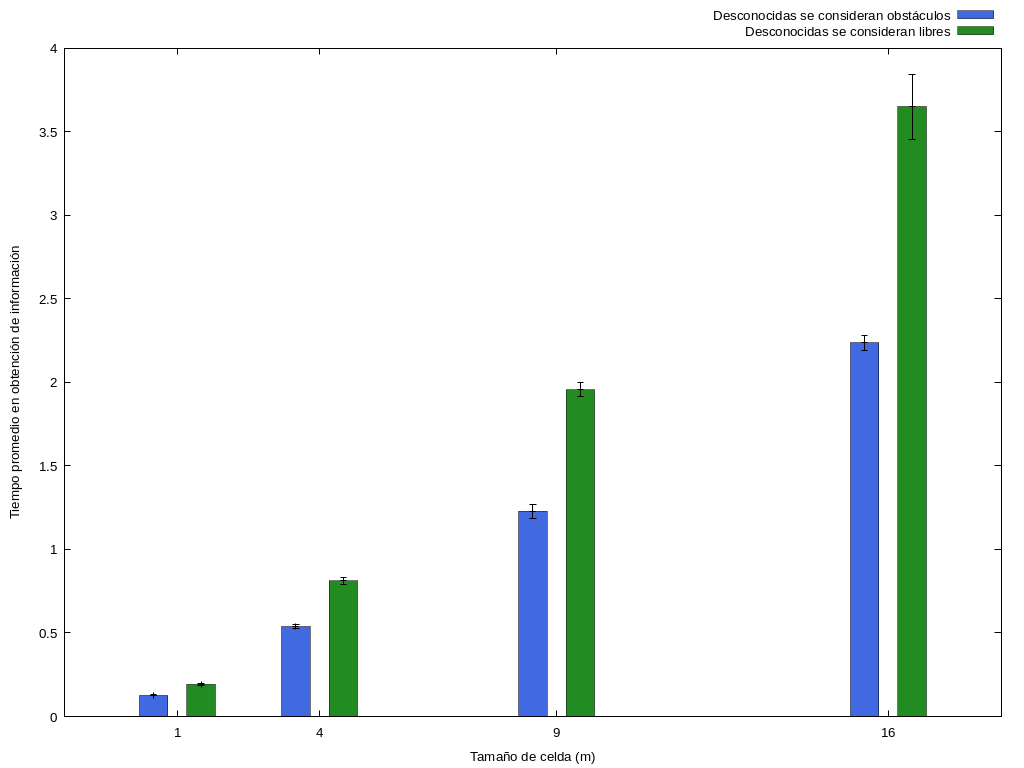 Desconocidas se consideran obstáculos
Desconocidas se consideran libres
4
3.5
3
2.5
2
1.5
1
0.5
0
Tiempo promedio en obtención de información
1 4 9 16
Tamaño de celda (m)